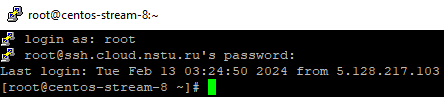 root@centos-stream-8:~
login as: root
root@ssh.cloud.nstu.ru's password:
Last login: Tue Feb 13 03:24:50 2024 from 5.128.217.103
[root@centos-stream-8 ~]#